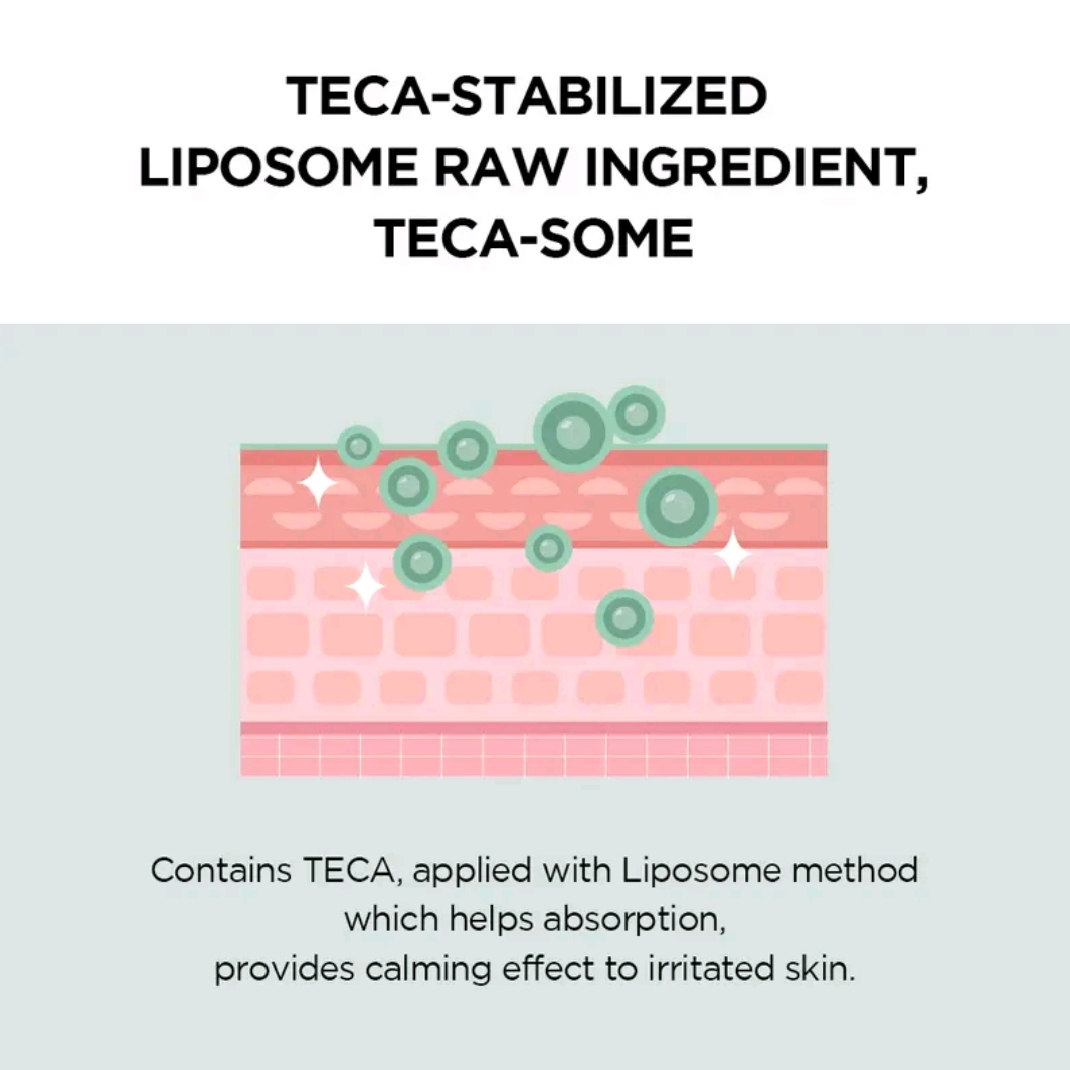 TECA-STABILIZED
LIPOSOME RAW INGREDIENT,
TECA-SOME
Contains TECA, applied with Liposome method
which helps absorption,
provides calming effect to irritated skin.